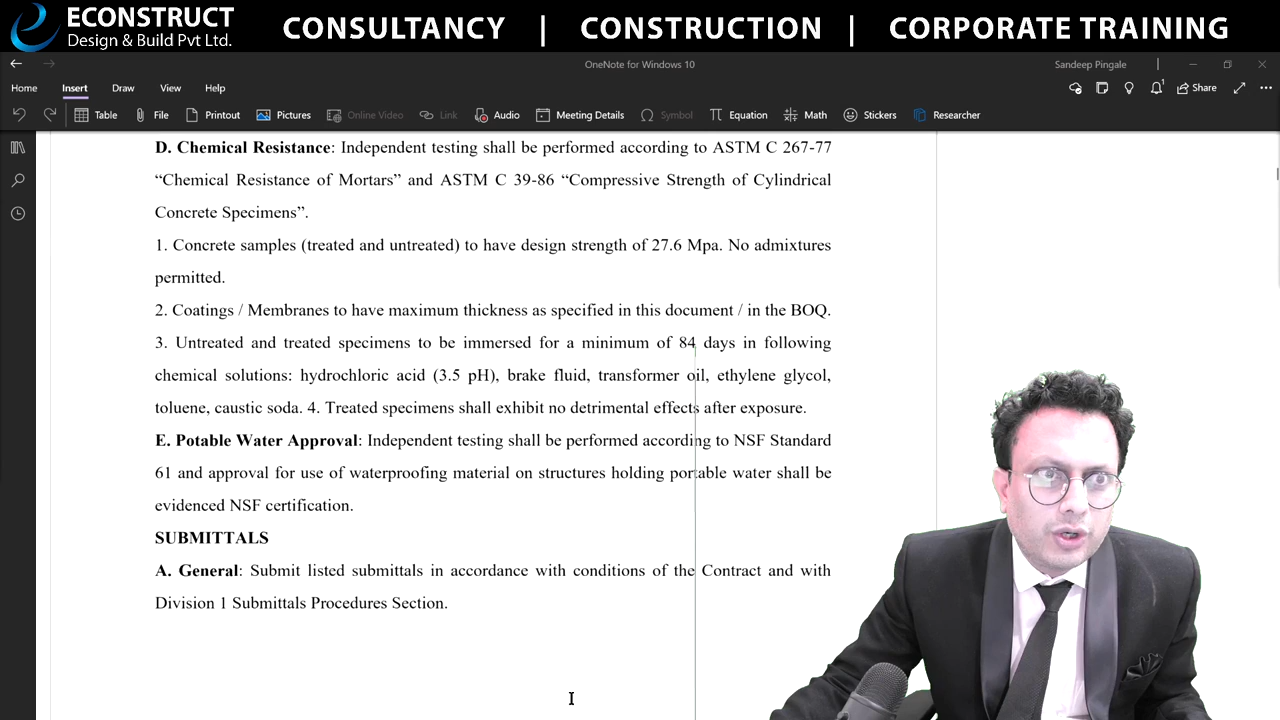 ECONSTRUCT
Design & Build Pvt Ltd.
CONSULTANCY | CONSTRUCTION | CORPORATE TRAINING
OneNote for Windows 10
Sandeep Pingale
Home Insert Draw View Help
Share
Table File Printout Pictures Online Video Link Audio Meeting Details Symbol Equation Math Stickers Researcher
D. Chemical Resistance: Independent testing shall be performed according to ASTM C 267-77
“Chemical Resistance of Mortars” and ASTM C 39-86 “Compressive Strength of Cylindrical
Concrete Specimens”.
1. Concrete samples (treated and untreated) to have design strength of 27.6 Mpa. No admixtures
permitted.
2. Coatings / Membranes to have maximum thickness as specified in this document / in the BOQ.
3. Untreated and treated specimens to be immersed for a minimum of 84 days in following
chemical solutions: hydrochloric acid (3.5 pH), brake fluid, transformer oil, ethylene glycol,
toluene, caustic soda. 4. Treated specimens shall exhibit no detrimental effects after exposure.
E. Potable Water Approval: Independent testing shall be performed according to NSF Standard
61 and approval for use of waterproofing material on structures holding portable water shall be
evidenced NSF certification.
SUBMITTALS
A. General: Submit listed submittals in accordance with conditions of the Contract and with
Division 1 Submittals Procedures Section.